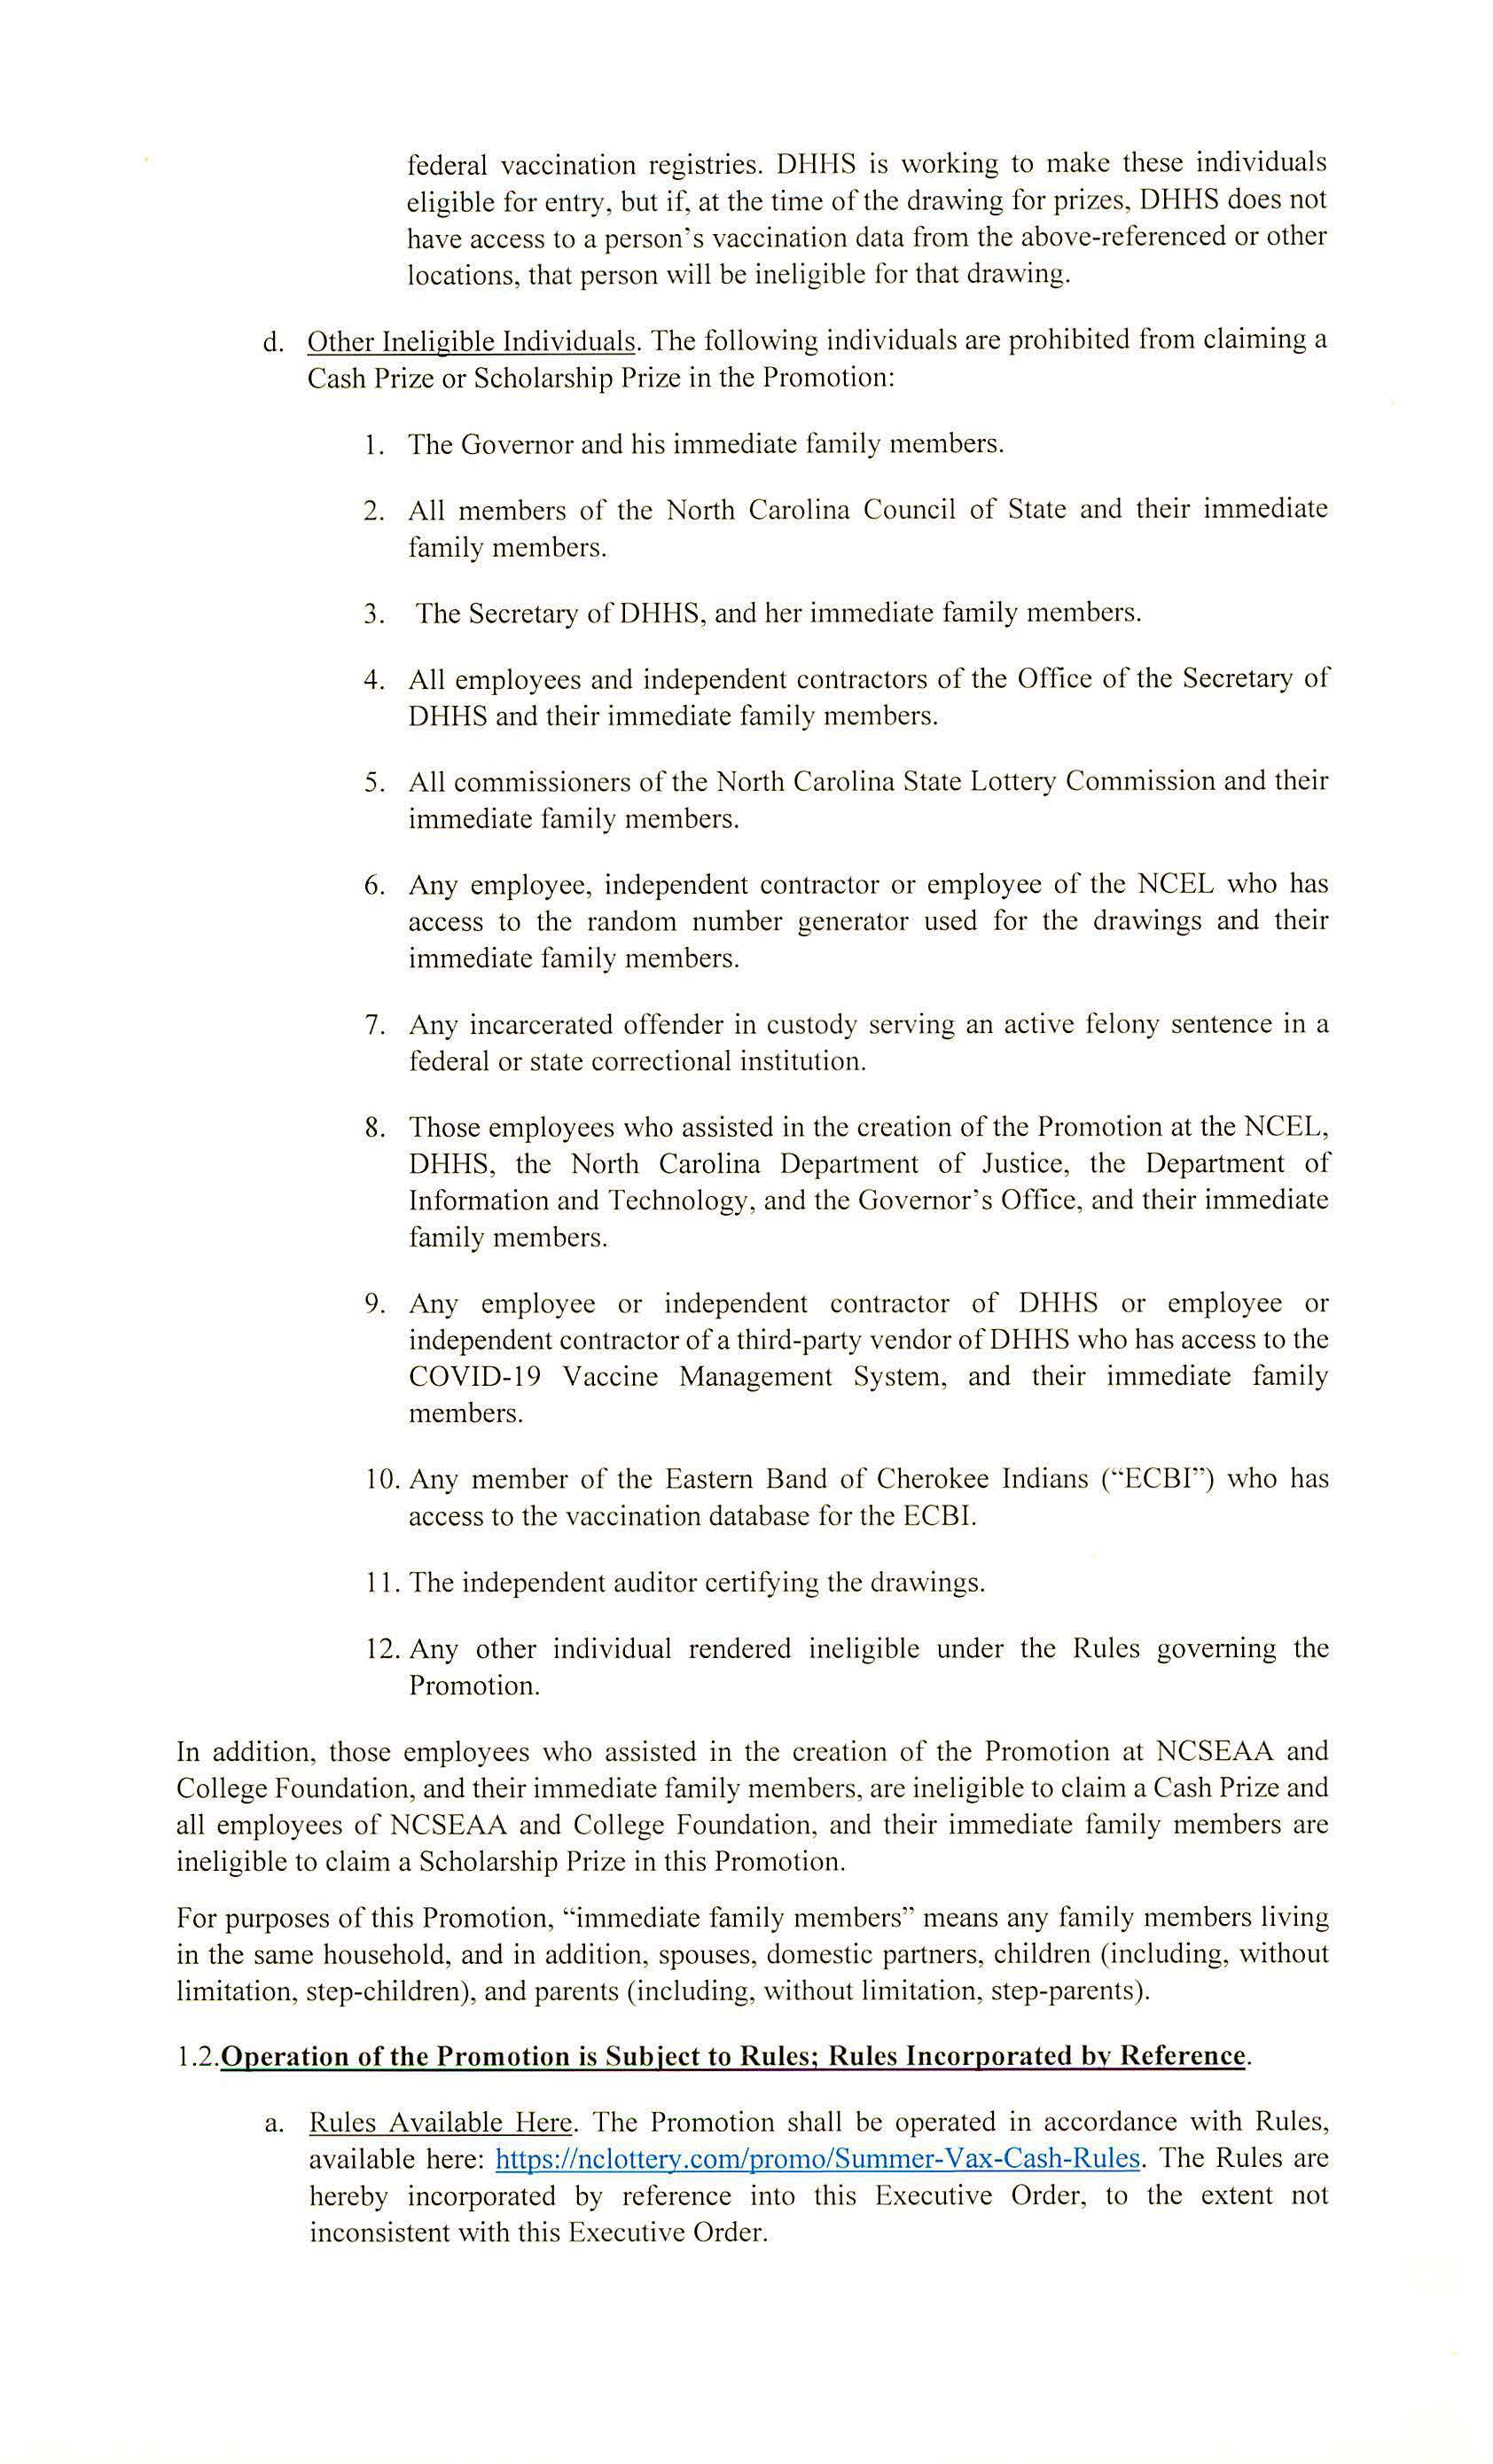 federal vaccination registries. DHHS is working to make these individuals
eligible for entry, but if, at the time of the drawing for prizes, DHHS does not
have access to a person's vaccination data from the above-referenced or other
locations, that person will be ineligible for that drawing.
d. Other Ineligible Individuals. The following individuals are prohibited from claiming a
Cash Prize or Scholarship Prize in the Promotion:
1. The Governor and his immediate family members.
2. All members of the North Carolina Council of State and their immediate
family members.
3. The Secretary of DHHS, and her immediate family members.
4. All employees and independent contractors of the Office of the Secretary of
DHHS and their immediate family members.
5. All commissioners of the North Carolina State Lottery Commission and their
immediate family members.
6. Any employee, independent contractor or employee of the NCEL who has
access to the random number generator used for the drawings and their
immediate family members.
7. Any incarcerated offender in custody serving an active felony sentence in a
federal or state correctional institution.
8. Those employees who assisted in the creation of the Promotion at the NCEL,
DHHS, the North Carolina Department of Justice, the Department of
Information and Technology, and the Governor's Office, and their immediate
family members.
9. Any employee or independent contractor of DHHS or employee or
independent contractor of a third-party vendor of DHHS who has access to the
COVID-19 Vaccine Management System, and their immediate family
members.
10. Any member of the Eastern Band of Cherokee Indians (“ECBI”) who has
access to the vaccination database for the ECBI.
11. The independent auditor certifying the drawings.
12. Any other individual rendered ineligible under the Rules governing the
Promotion.
In addition, those employees who assisted in the creation of the Promotion at NCSEAA and
College Foundation, and their immediate family members, are ineligible to claim a Cash Prize and
all employees of NCSEAA and College Foundation, and their immediate family members are
ineligible to claim a Scholarship Prize in this Promotion.
For purposes of this Promotion, “immediate family members” means any family members living
in the same household, and in addition, spouses, domestic partners, children (including, without
limitation, step-children), and parents (including, without limitation, step-parents).
1.2.Operation of the Promotion is Subject to Rules; Rules Incorporated by Reference.
a. Rules Available Here. The Promotion shall be operated in accordance with Rules,
available here: https://nclottery.com/promo/Summer-Vax-Cash-Rules. The Rules are
hereby incorporated by reference into this Executive Order, to the extent not
inconsistent with this Executive Order.